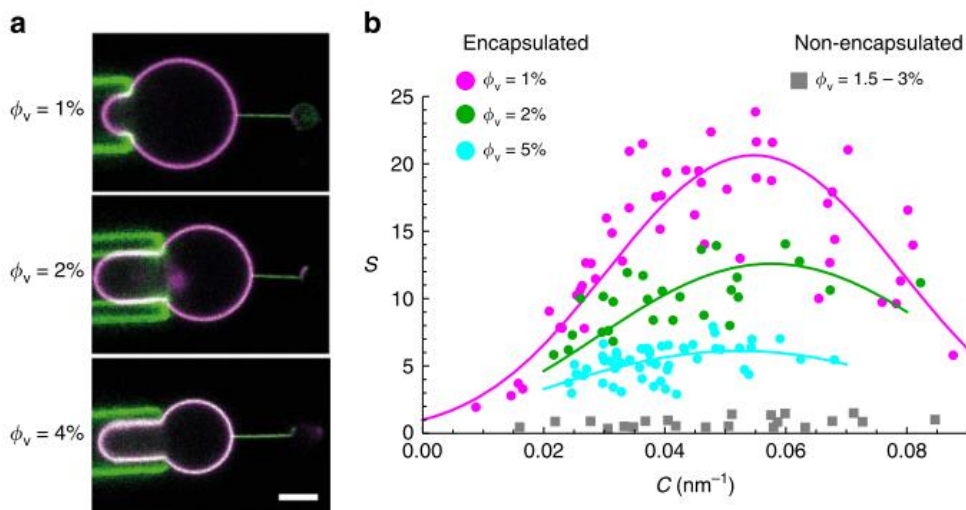 a
ϕv = 1%
ϕv = 2%
ϕv = 4%
b
Encapsulated
ϕv = 1%
ϕv = 2%
ϕv = 5%
Non-encapsulated
ϕv = 1.5 – 3%
25
20
15
10
5
0
S
0.00 0.02 0.04 0.06 0.08
C (nm⁻¹)